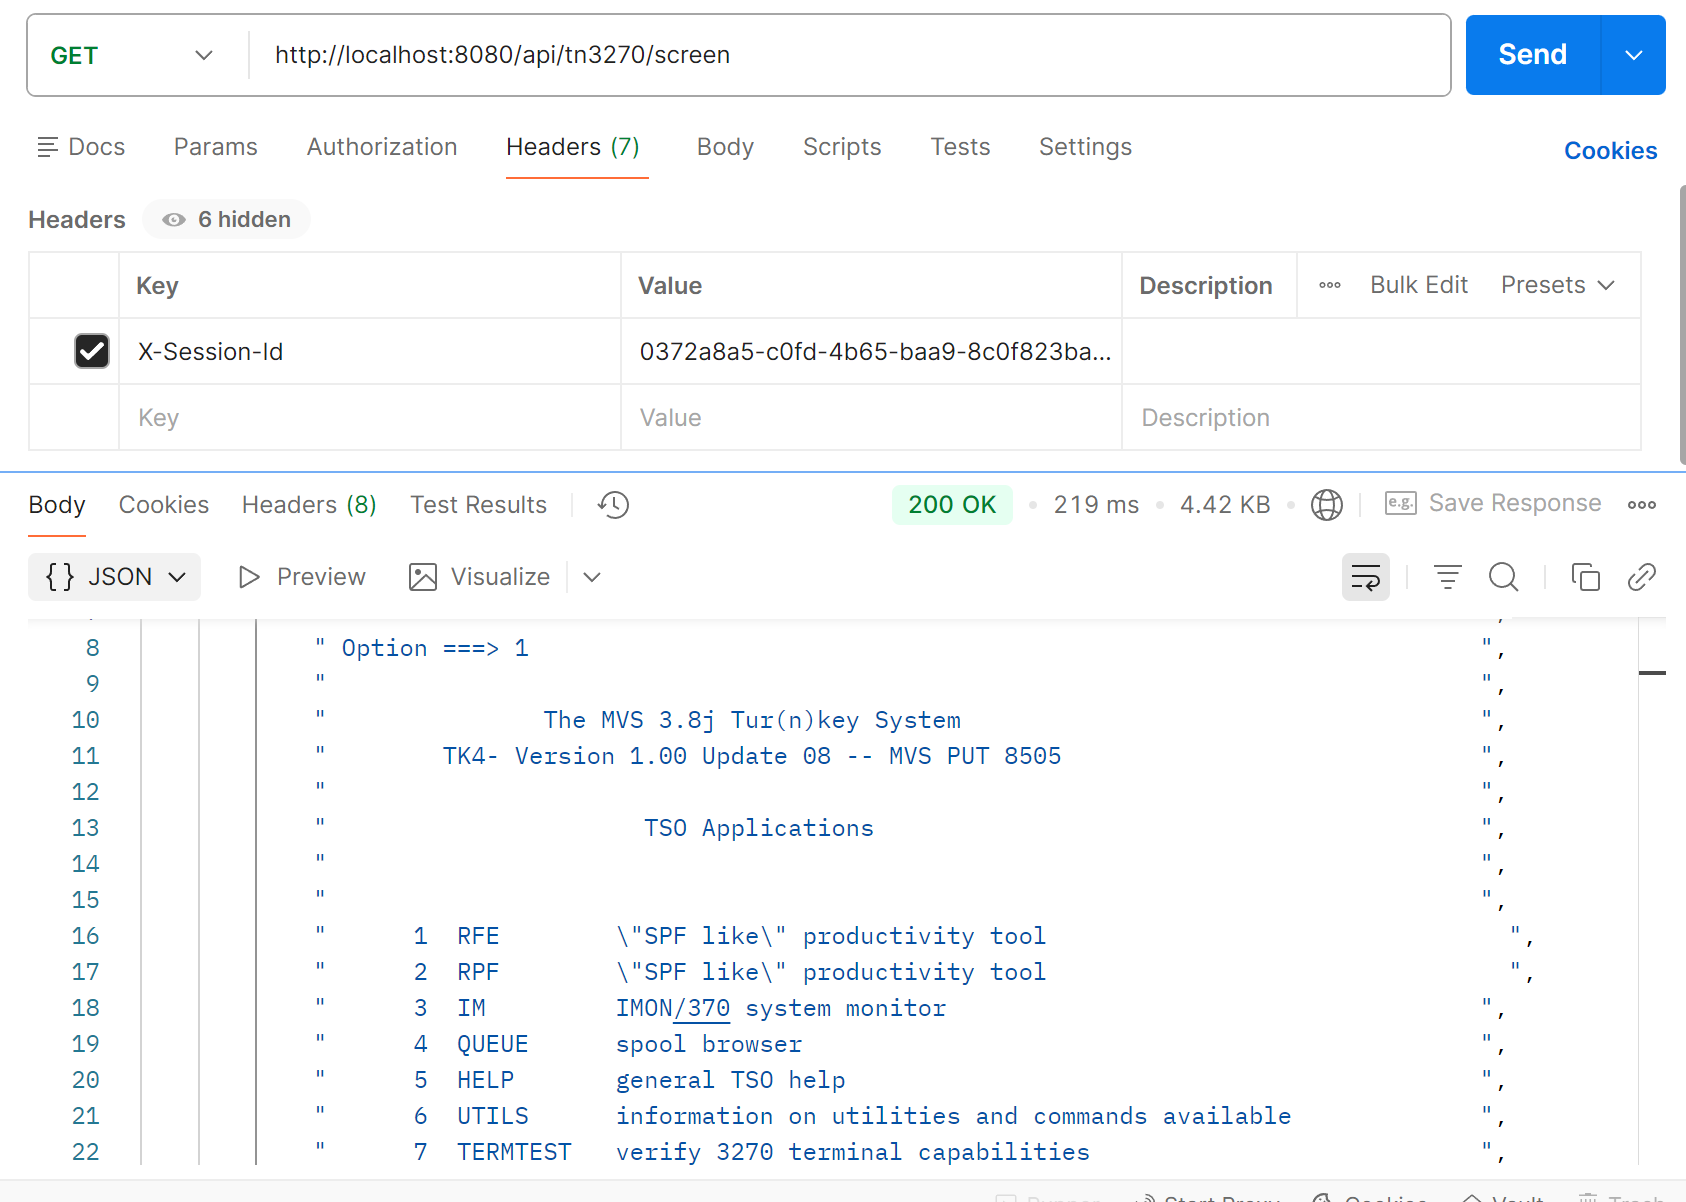 GET http://localhost:8080/api/tn3270/screen Send
Docs Params Authorization Headers (7) Body Scripts Tests Settings Cookies
Headers 6 hidden
Key Value Description Bulk Edit Presets
X-Session-Id 0372a8a5-c0fd-4b65-baa9-8c0f823ba...
Key Value Description
Body Cookies Headers (8) Test Results 200 OK 219 ms 4.42 KB e.g. Save Response
{} JSON Preview Visualize
8 " Option ===> 1 ",
9 " ",
10 " The MVS 3.8j Tur(n)key System ",
11 " TK4- Version 1.00 Update 08 -- MVS PUT 8505 ",
12 " ",
13 " TSO Applications ",
14 " ",
15 " ",
16 " 1 RFE \"SPF like\" productivity tool ",
17 " 2 RPF \"SPF like\" productivity tool ",
18 " 3 IM IMON/370 system monitor ",
19 " 4 QUEUE spool browser ",
20 " 5 HELP general TSO help ",
21 " 6 UTILS information on utilities and commands available ",
22 " 7 TERMTEST verify 3270 terminal capabilities ",
Runner Start Proxy Cookies Vault Trash